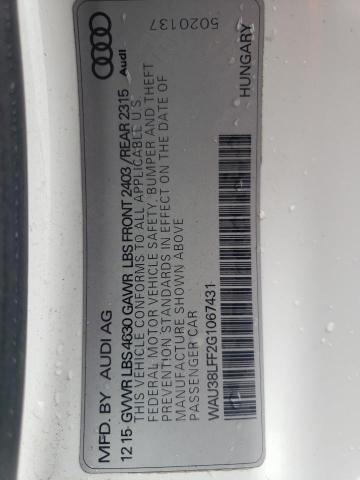 MFD. BY AUDI AG
Audi
12 15 GVWR LBS 4630 GAWR LBS FRONT 2403 /REAR 2315
THIS VEHICLE CONFORMS TO ALL APPLICABLE U.S.
FEDERAL MOTOR VEHICLE SAFETY, BUMPER AND THEFT
PREVENTION STANDARDS IN EFFECT ON THE DATE OF
MANUFACTURE SHOWN ABOVE
PASSENGER CAR
WAU38LFF2G1067431
5020137
HUNGARY